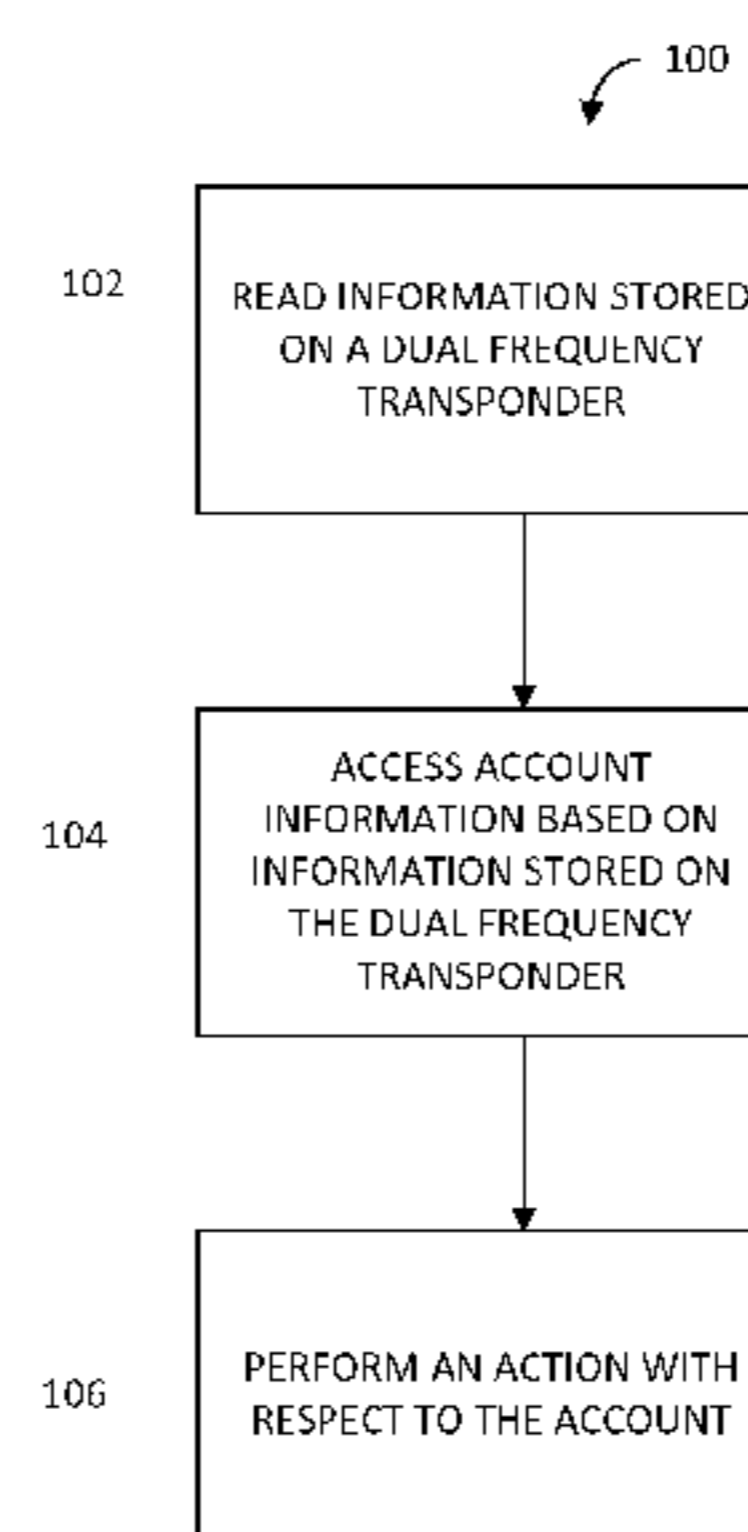 100
102
READ INFORMATION STORED
ON A DUAL FREQUENCY
TRANSPONDER
104
ACCESS ACCOUNT
INFORMATION BASED ON
INFORMATION STORED ON
THE DUAL FREQUENCY
TRANSPONDER
106
PERFORM AN ACTION WITH
RESPECT TO THE ACCOUNT